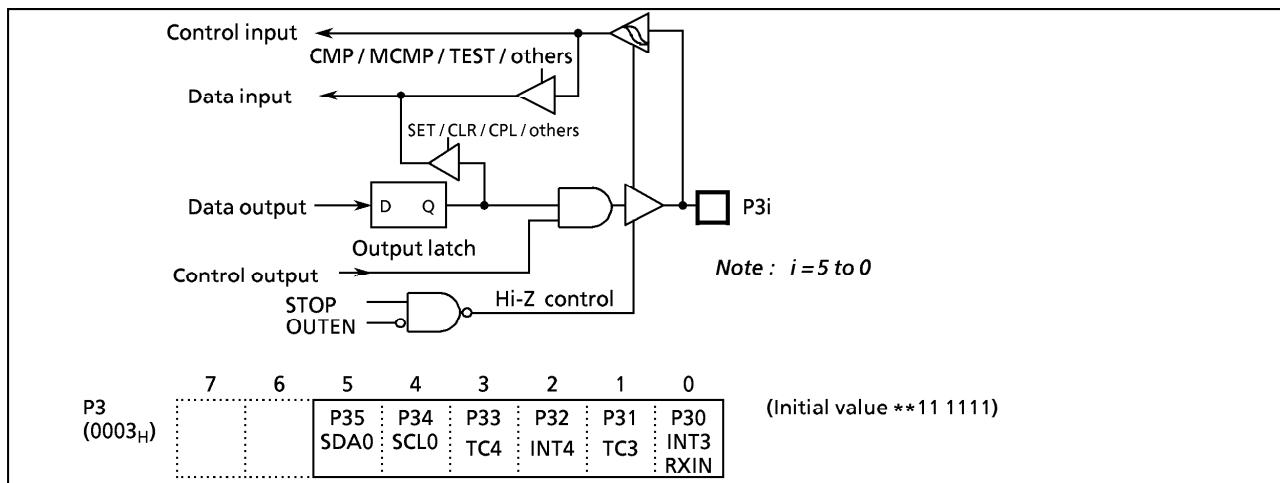 Control input
CMP / MCMP / TEST / others
Data input
SET / CLR / CPL / others
Data output
D Q
P3i
Output latch
Control output
Note : i = 5 to 0
STOP
OUTEN
Hi-Z control
7 6 5 4 3 2 1 0
P3
(0003H)
P35 P34 P33 P32 P31 P30
SDA0 SCL0 TC4 INT4 TC3 INT3
RXIN
(Initial value **11 1111)